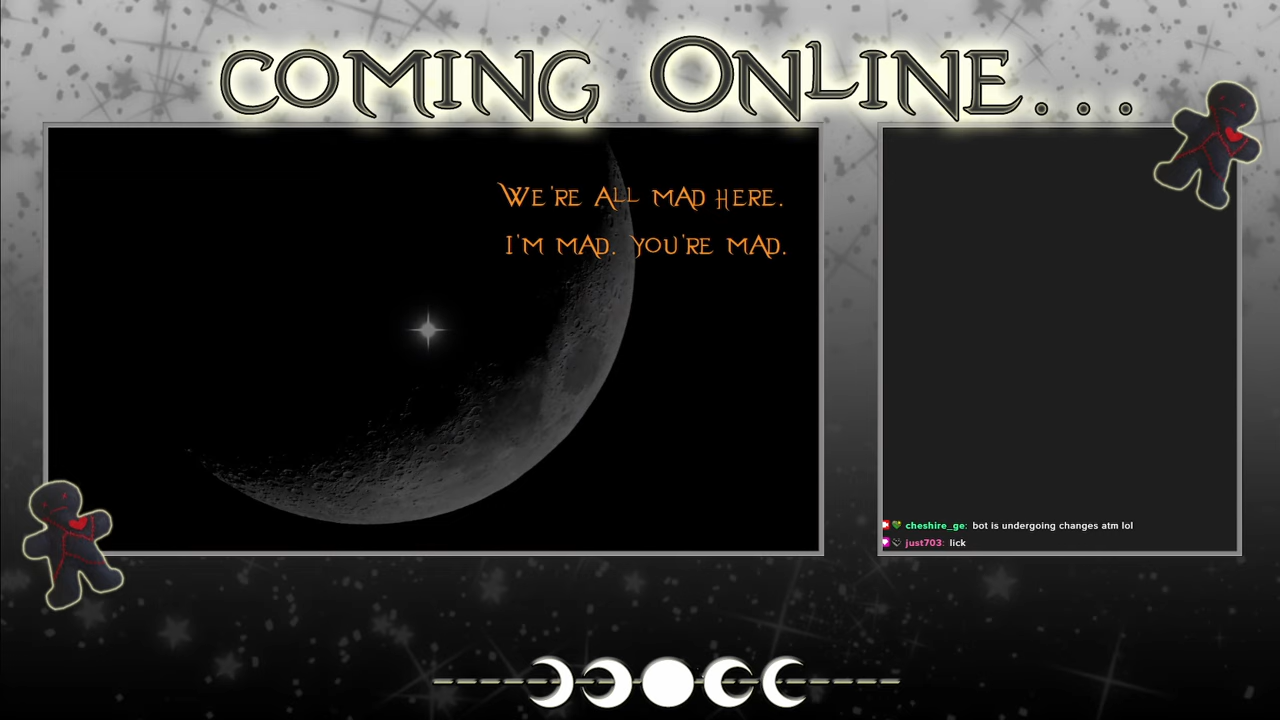 COMING ONLINE...
WE'RE ALL MAD HERE.
I'M MAD. YOU'RE MAD.
cheshire_ge: bot is undergoing changes atm lol
just703: lick